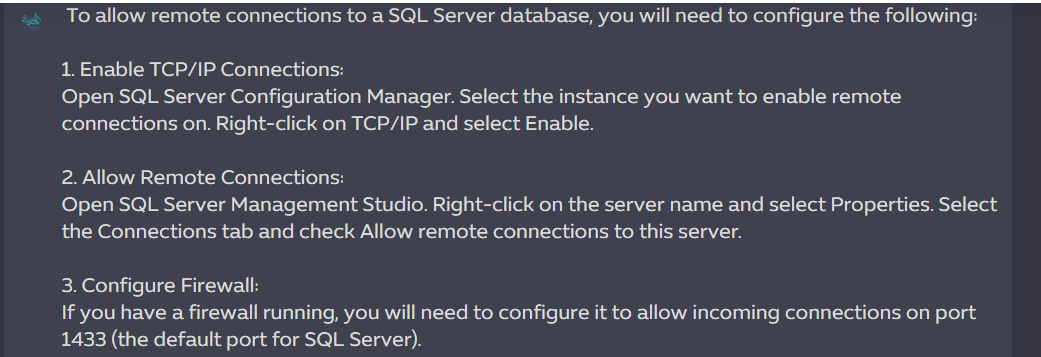 To allow remote connections to a SQL Server database, you will need to configure the following:
1. Enable TCP/IP Connections:
Open SQL Server Configuration Manager. Select the instance you want to enable remote
connections on. Right-click on TCP/IP and select Enable.
2. Allow Remote Connections:
Open SQL Server Management Studio. Right-click on the server name and select Properties. Select
the Connections tab and check Allow remote connections to this server.
3. Configure Firewall:
If you have a firewall running, you will need to configure it to allow incoming connections on port
1433 (the default port for SQL Server).